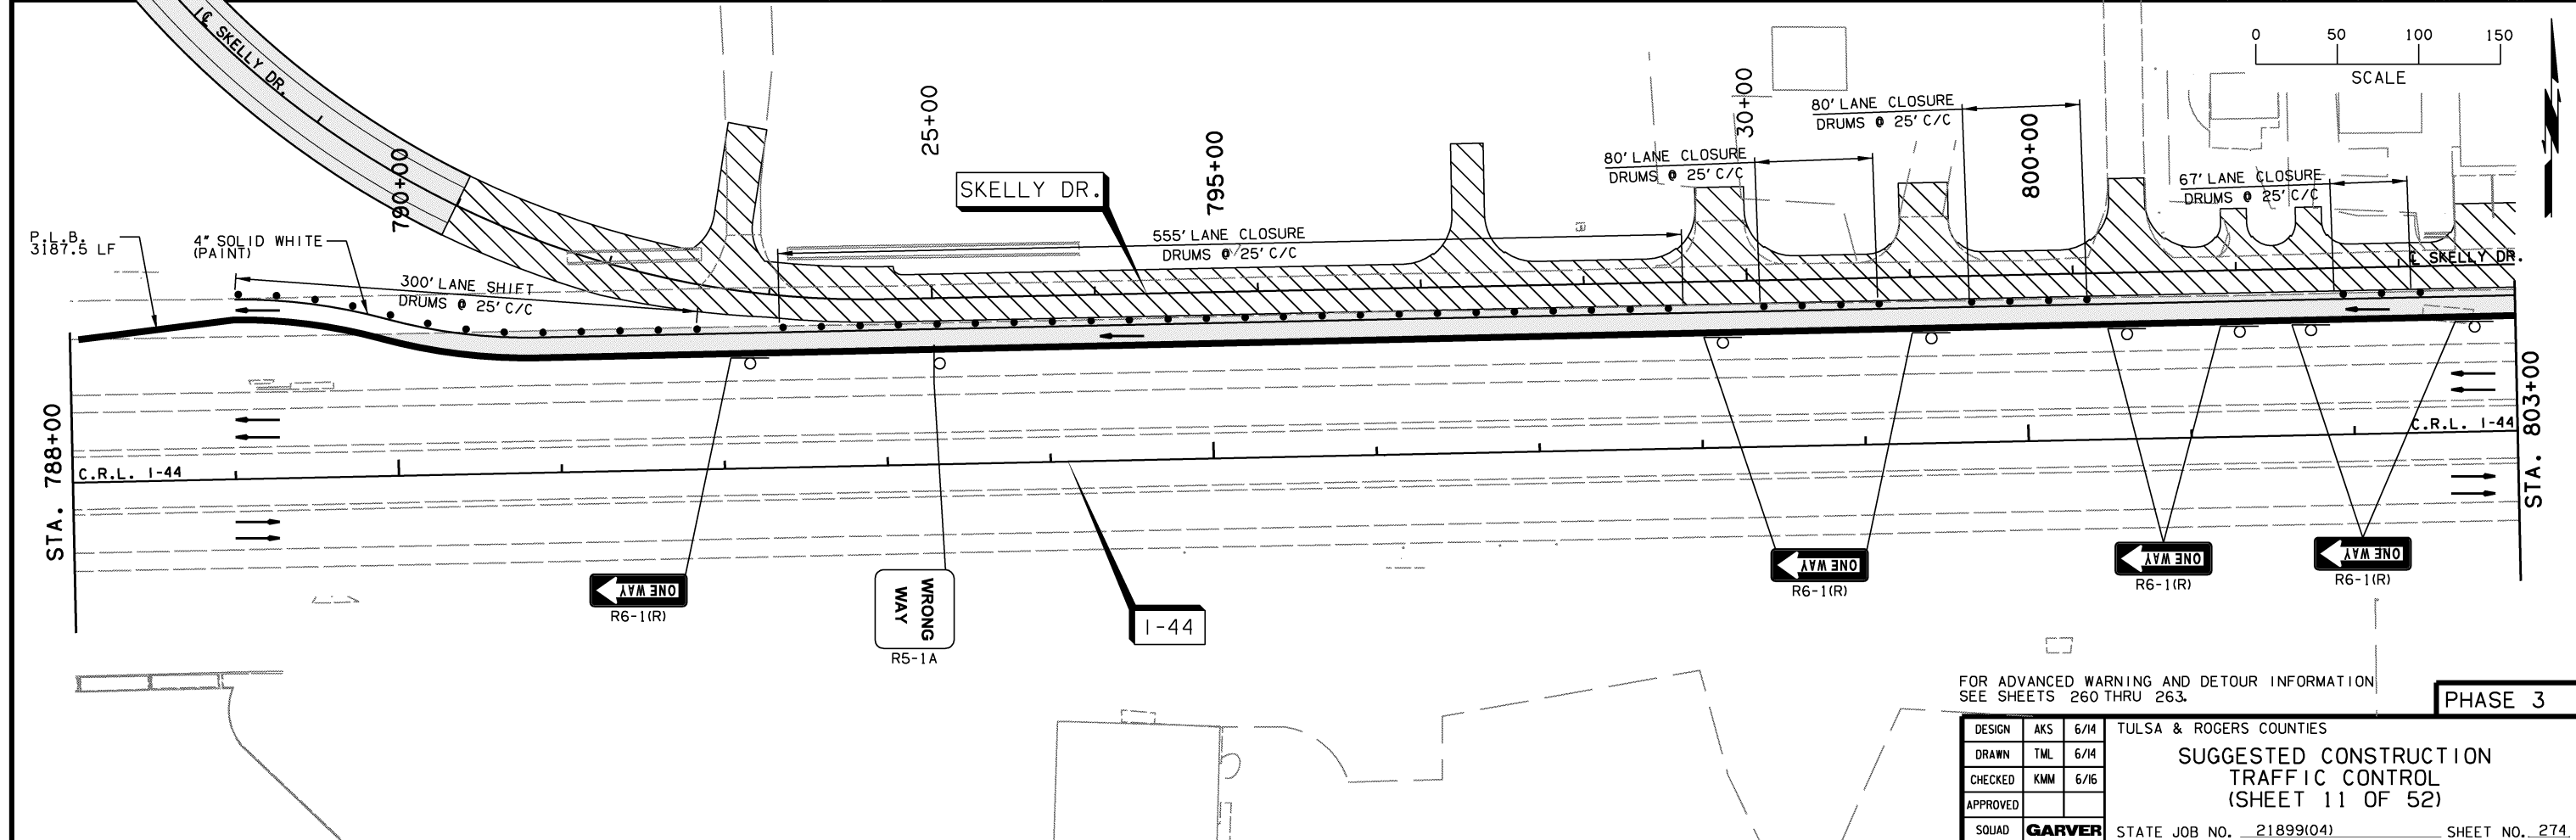 ₵ SKELLY DR.
790+00
25+00
795+00
30+00
800+00
0 50 100 150
SCALE
80' LANE CLOSURE
DRUMS @ 25' C/C
80' LANE CLOSURE
DRUMS @ 25' C/C
67' LANE CLOSURE
DRUMS @ 25' C/C
SKELLY DR.
555' LANE CLOSURE
DRUMS @ 25' C/C
P.L.B.
3187.5 LF
4" SOLID WHITE
(PAINT)
300' LANE SHIFT
DRUMS @ 25' C/C
₵ SKELLY DR.
STA. 788+00
C.R.L. I-44
C.R.L. I-44
STA. 803+00
ONE WAY
R6-1(R)
WRONG
WAY
R5-1A
I-44
ONE WAY
R6-1(R)
ONE WAY
R6-1(R)
ONE WAY
R6-1(R)
FOR ADVANCED WARNING AND DETOUR INFORMATION
SEE SHEETS 260 THRU 263.
PHASE 3
DESIGN AKS 6/14
DRAWN TML 6/14
CHECKED KMM 6/16
APPROVED
SQUAD GARVER
TULSA & ROGERS COUNTIES
SUGGESTED CONSTRUCTION
TRAFFIC CONTROL
(SHEET 11 OF 52)
STATE JOB NO. 21899(04) SHEET NO. 274